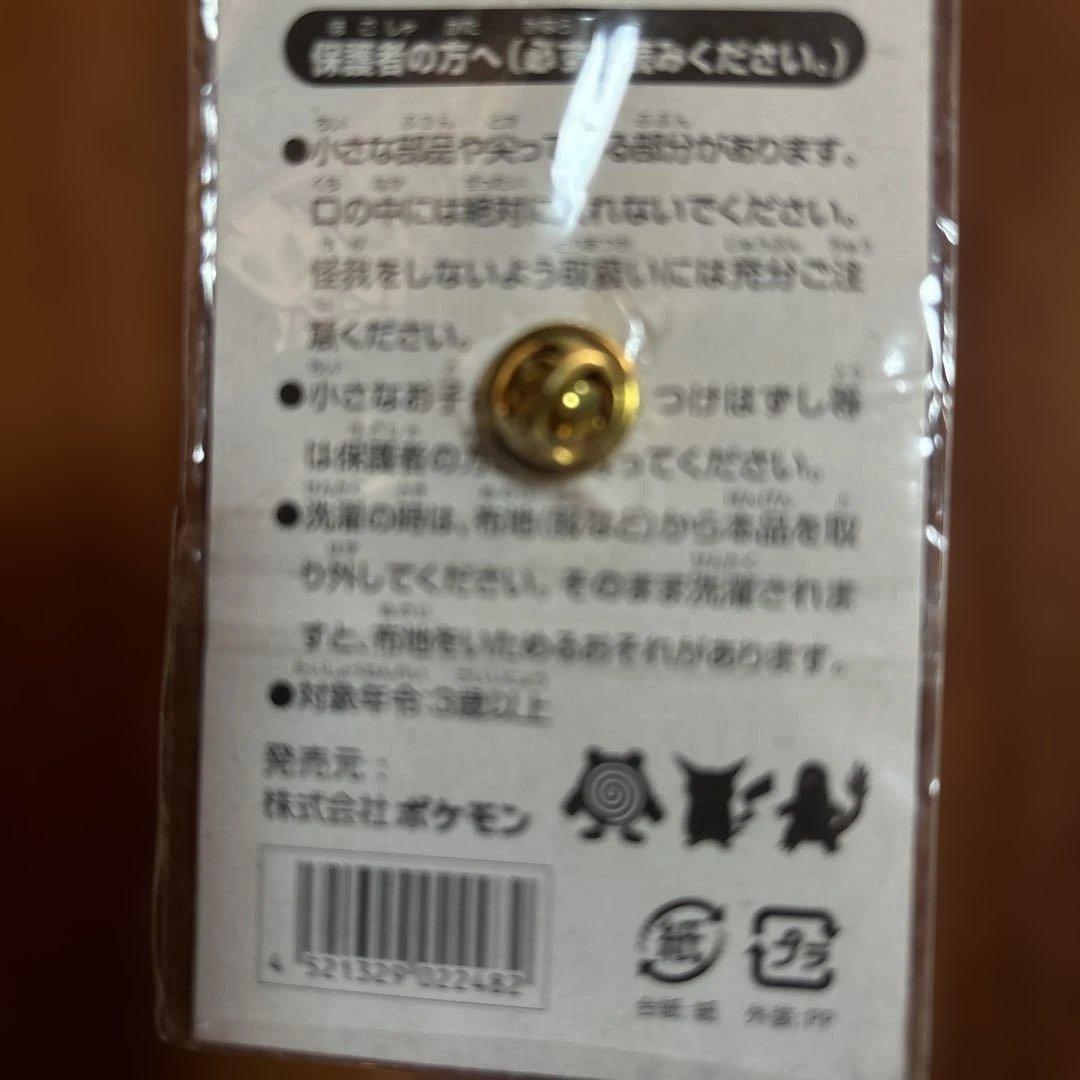 保護者の方へ(必ず 読みください。)
●小さな部品や尖っている部分があります。
口の中には絶対に 入れないでください。
怪我をしないよう取扱いには充分ご注
意ください。
●小さなお子 つけはずし等
は保護者の方 ってください。
●洗濯の時は、布地(服など)から本品を取
り外してください。そのまま洗濯されま
すと、布地をいためるおそれがあります。
●対象年令:3歳以上
発売元:
株式会社ポケモン
4 521329 022482
紙
プラ
台紙:紙
外装:PP